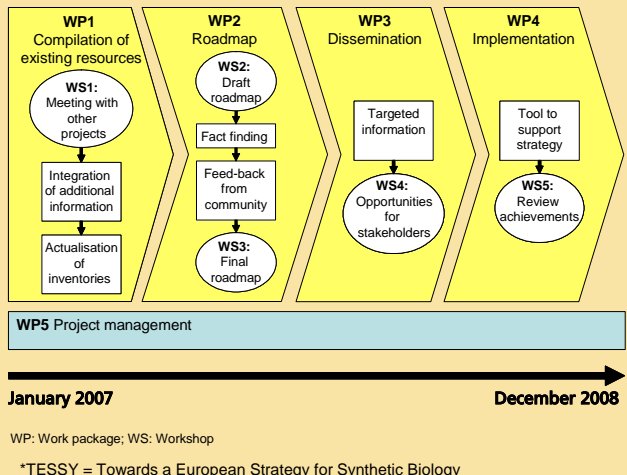 WP1
Compilation of
existing resources
WS1:
Meeting with
other
projects
Integration
of additional
information
Actualisation
of
inventories
WP2
Roadmap
WS2:
Draft
roadmap
Fact finding
Feed-back
from
community
WS3:
Final
roadmap
WP3
Dissemination
Targeted
information
WS4:
Opportunities
for
stakeholders
WP4
Implementation
Tool to
support
strategy
WS5:
Review
achievements
WP5 Project management
January 2007
December 2008
WP: Work package; WS: Workshop
*TESSY = Towards a European Strategy for Synthetic Biology